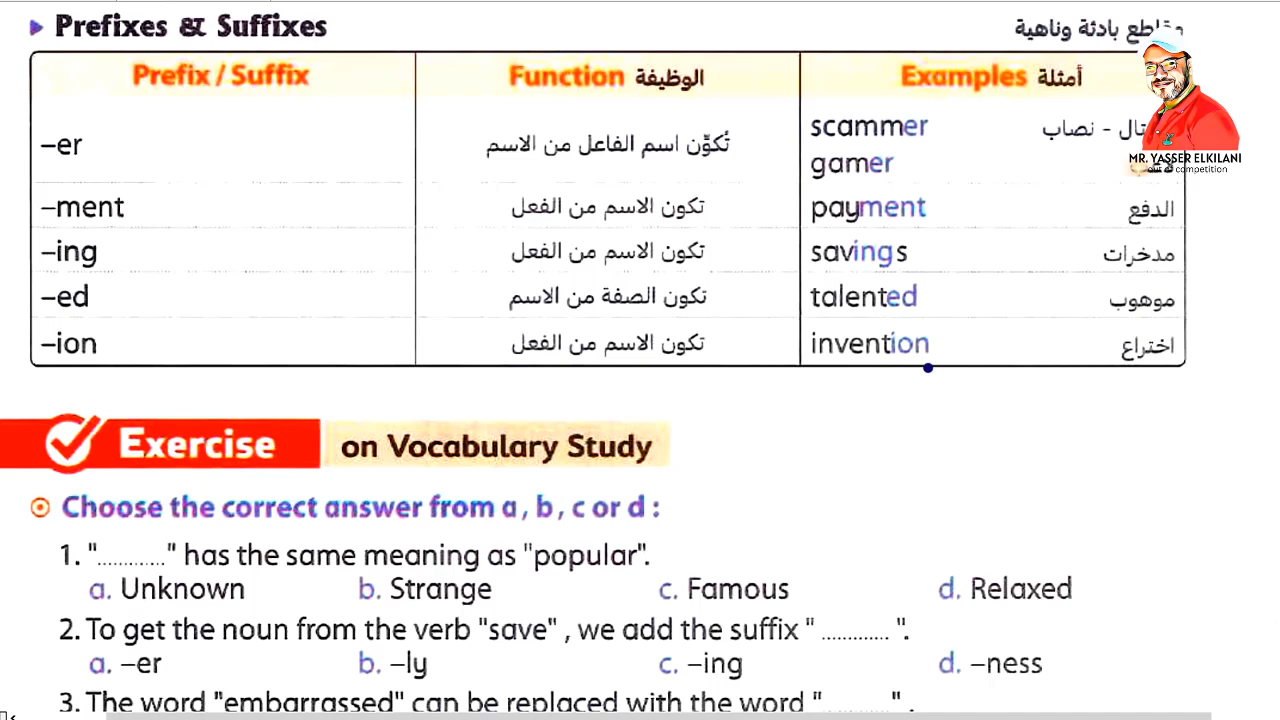 ▶ Prefixes & Suffixes مقاطع بادئة وناهية
Prefix / Suffix Function الوظيفة Examples أمثلة
–er تُكوِّن اسم الفاعل من الاسم scammer نصاب -
gamer
–ment تكون الاسم من الفعل payment الدفع
–ing تكون الاسم من الفعل savings مدخرات
–ed تكون الصفة من الاسم talented موهوب
–ion تكون الاسم من الفعل invention اختراع
MR. YASSER ELKILANI
out of competition
Exercise on Vocabulary Study
Choose the correct answer from a, b, c or d :
1. "............" has the same meaning as "popular".
a. Unknown b. Strange c. Famous d. Relaxed
2. To get the noun from the verb "save" , we add the suffix " ............ ".
a. –er b. –ly c. –ing d. –ness
3. The word "embarrassed" can be replaced with the word " ............ " .